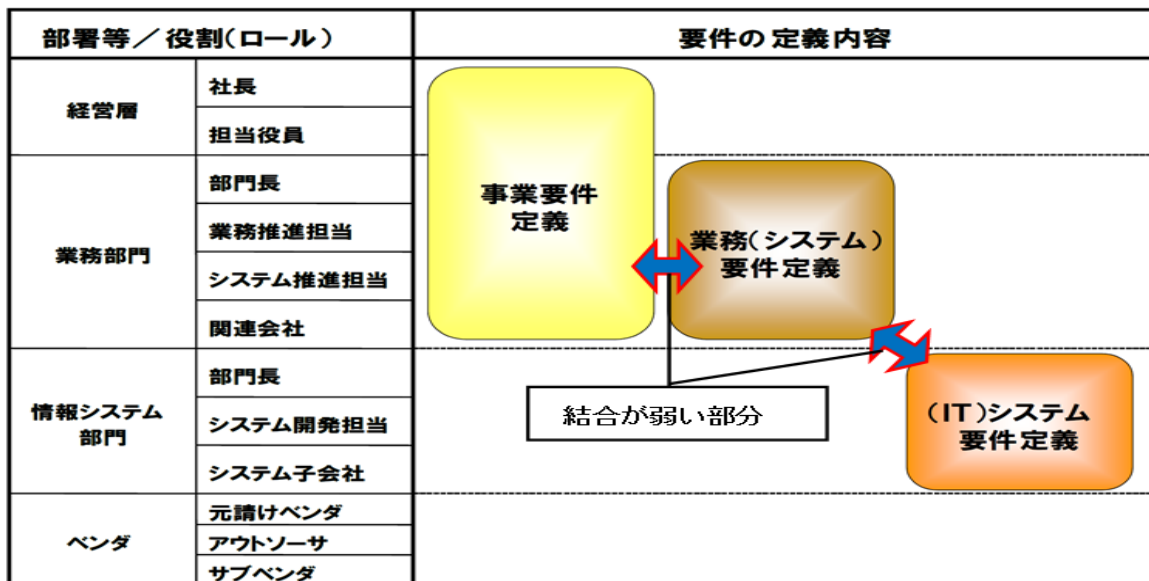 部署等／役割(ロール)
要件の定義内容
経営層
社長
担当役員
業務部門
部門長
業務推進担当
システム推進担当
関連会社
情報システム
部門
部門長
システム開発担当
システム子会社
ベンダ
元請けベンダ
アウトソーサ
サブベンダ
事業要件
定義
業務(システム)
要件定義
結合が弱い部分
(IT)システム
要件定義